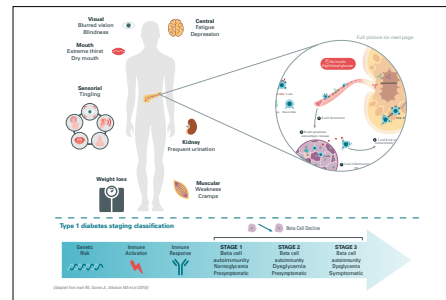 Visual
Blurred vision
Blindness
Central
Fatigue
Depression
Full picture on next page
Mouth
Extreme thirst
Dry mouth
Sensorial
Tingling
Kidney
Frequent urination
Weight loss
Muscular
Weakness
Cramps
Type 1 diabetes staging classification
Beta Cell Decline
Genetic
Risk
Immune
Activation
Immune
Response
STAGE 1
Beta cell
autoimmunity
Normoglycemia
Presymptomatic
STAGE 2
Beta cell
autoimmunity
Dysglycemia
Presymptomatic
STAGE 3
Beta cell
autoimmunity
Dysglycemia
Symptomatic